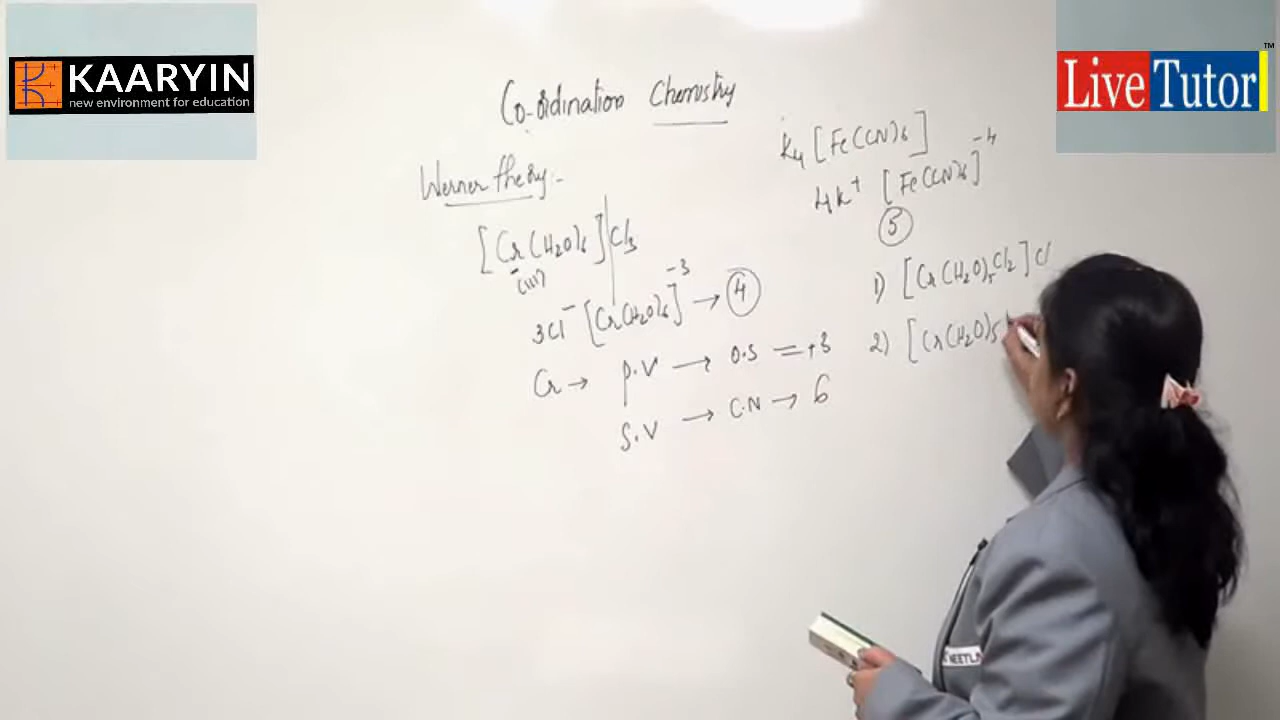 KAARYIN
new environment for education
Live Tutor ™
Co-ordination Chemistry
Werner theory:-
[Cr(H2O)6]Cl3
(III)
3Cl⁻ [Cr(H2O)6]⁻³ → 4
Cr → P.V → O.S = +3
S.V → C.N → 6
K4[Fe(CN)6]
4K⁺ [Fe(CN)6]⁻⁴
5
1) [Cr(H2O)5Cl2]Cl
2) [Cr(H2O)5
NEETLI